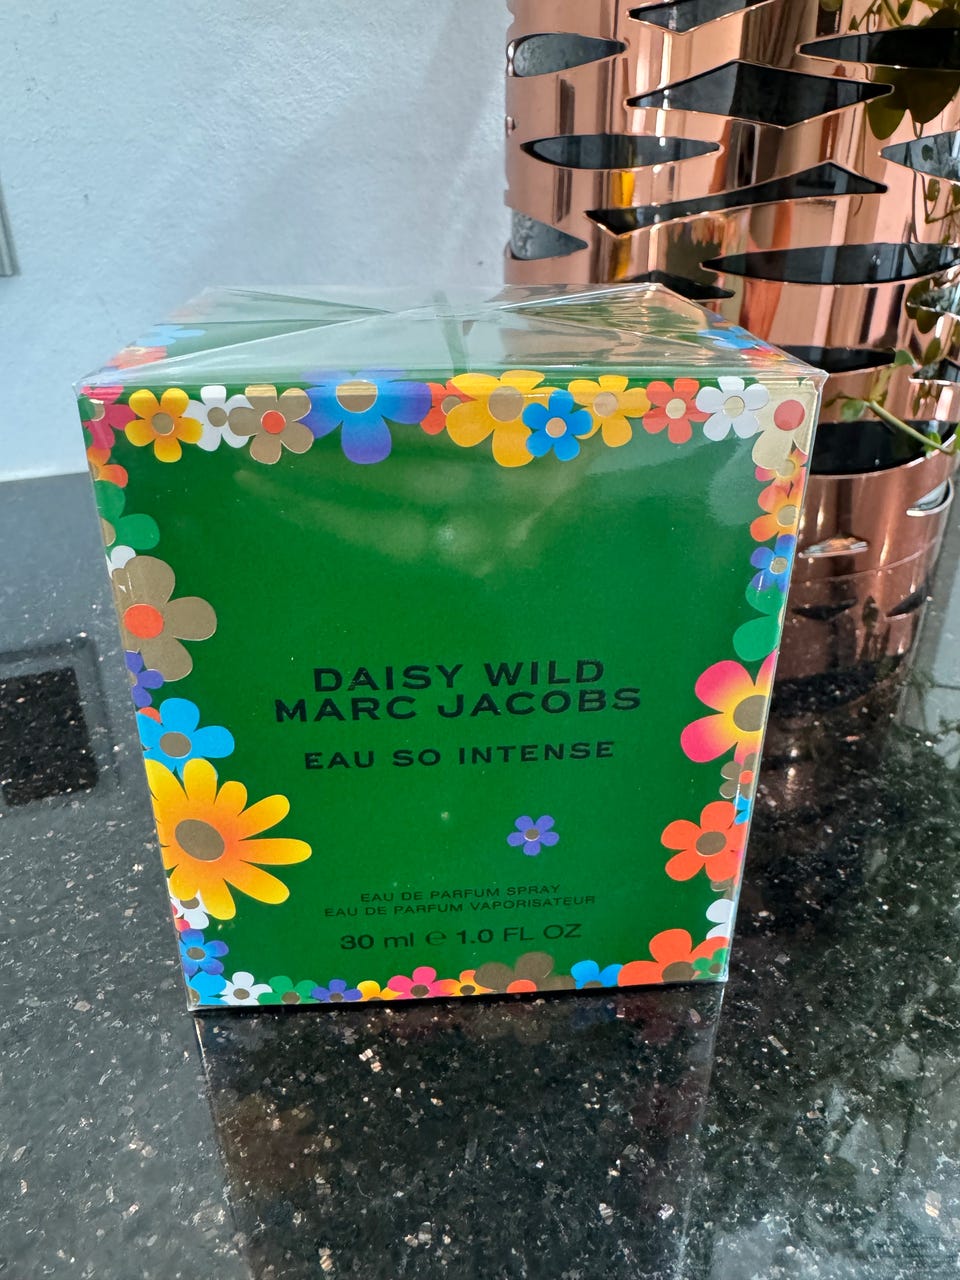 DAISY WILD
MARC JACOBS
EAU SO INTENSE
EAU DE PARFUM SPRAY
EAU DE PARFUM VAPORISATEUR
30 ml ℮ 1.0 FL OZ